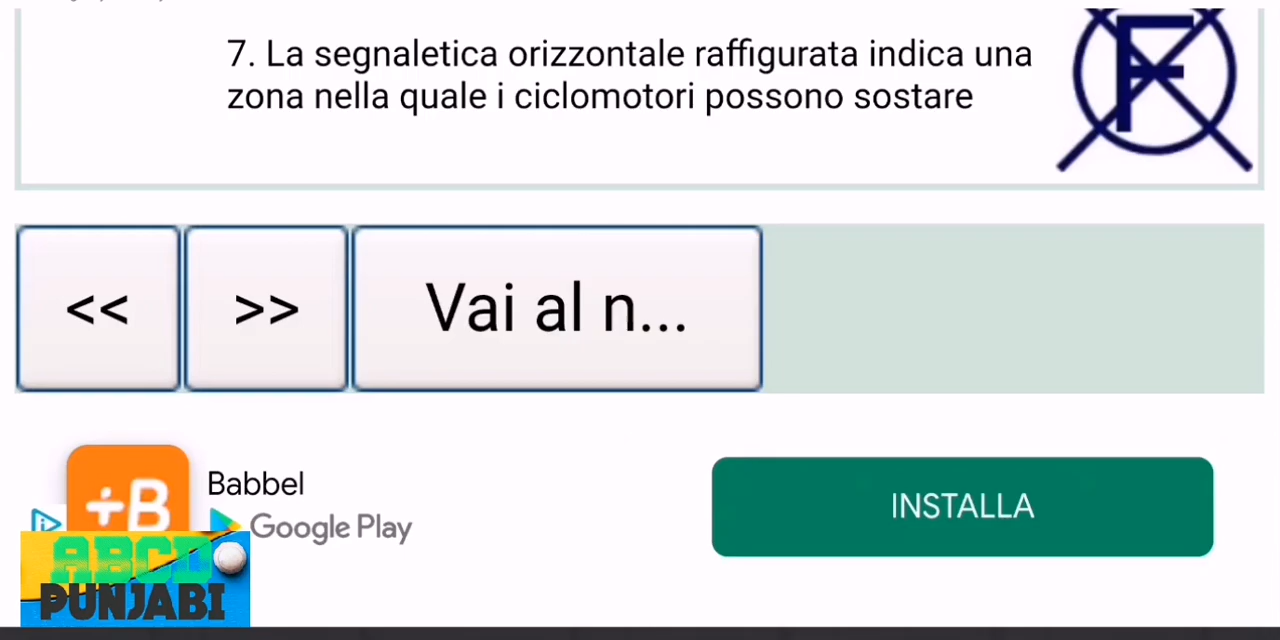 7. La segnaletica orizzontale raffigurata indica una
zona nella quale i ciclomotori possono sostare
F
<<
>>
Vai al n...
Babbel
+B
Google Play
INSTALLA
ABCD
PUNJABI